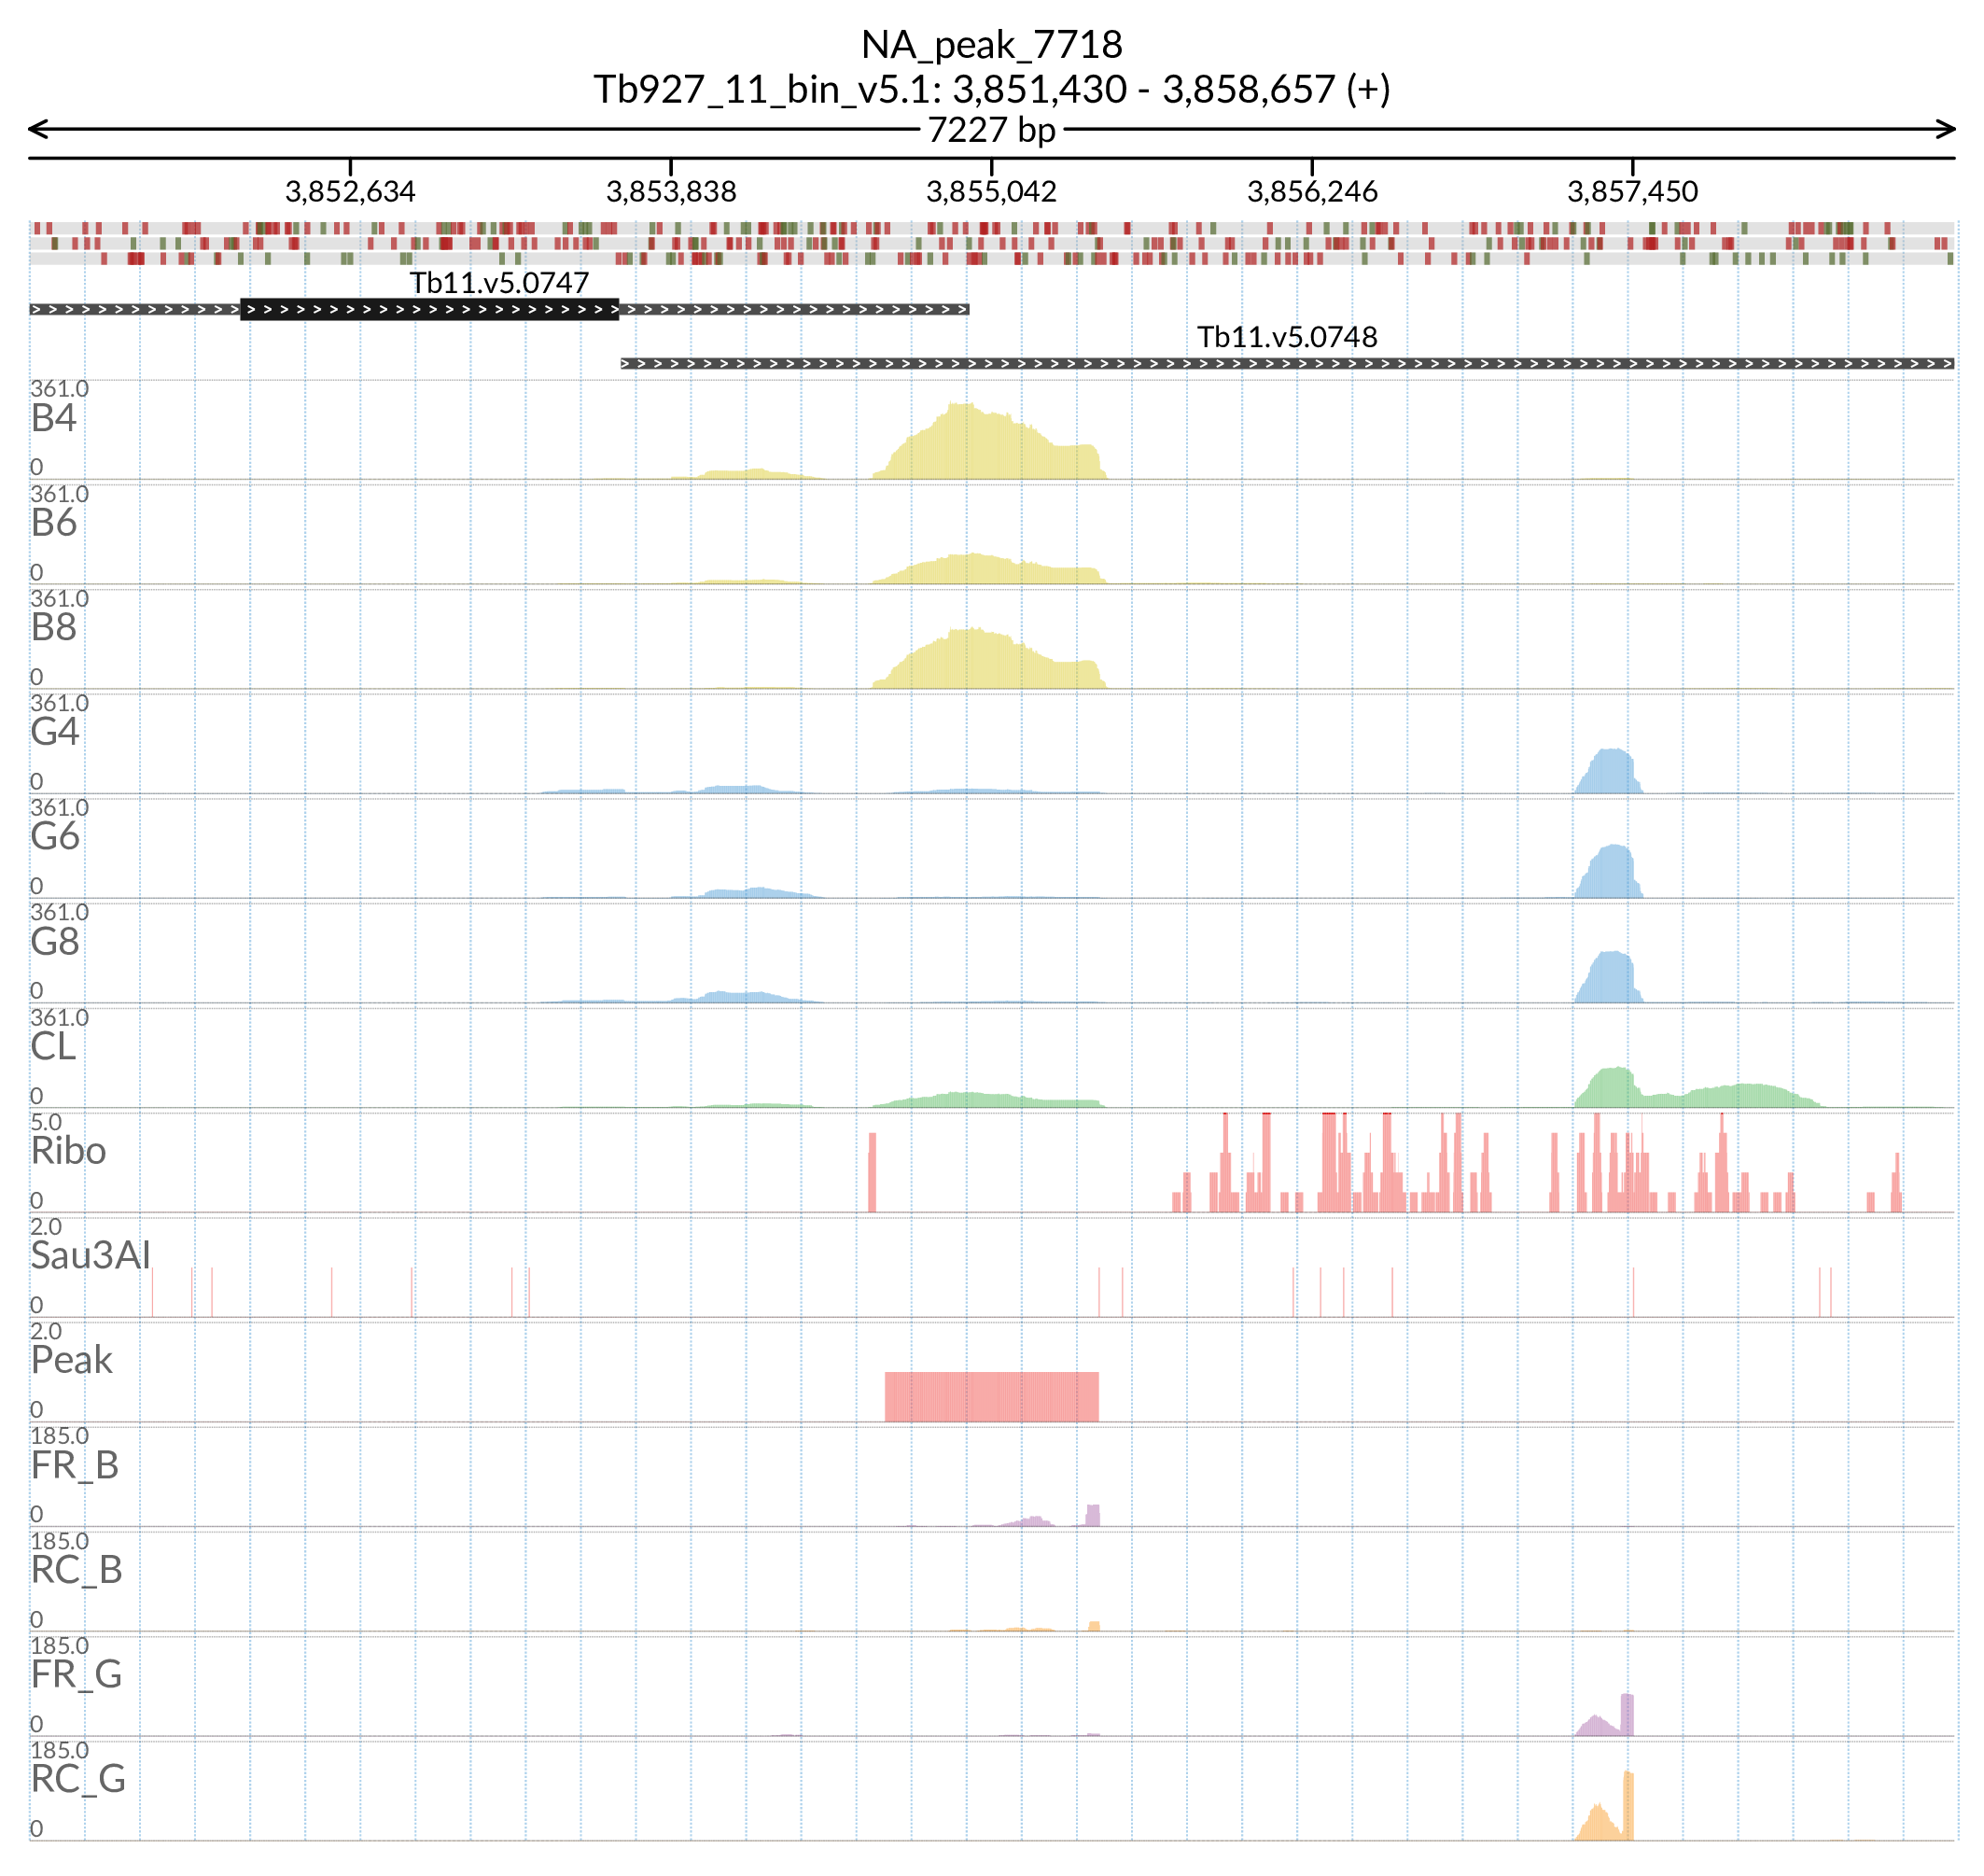 NA_peak_7718
Tb927_11_bin_v5.1: 3,851,430 - 3,858,657 (+)
7227 bp
3,852,634 3,853,838 3,855,042 3,856,246 3,857,450
Tb11.v5.0747
Tb11.v5.0748
361.0
B4
0
361.0
B6
0
361.0
B8
0
361.0
G4
0
361.0
G6
0
361.0
G8
0
361.0
CL
0
5.0
Ribo
0
2.0
Sau3AI
0
2.0
Peak
0
185.0
FR_B
0
185.0
RC_B
0
185.0
FR_G
0
185.0
RC_G
0